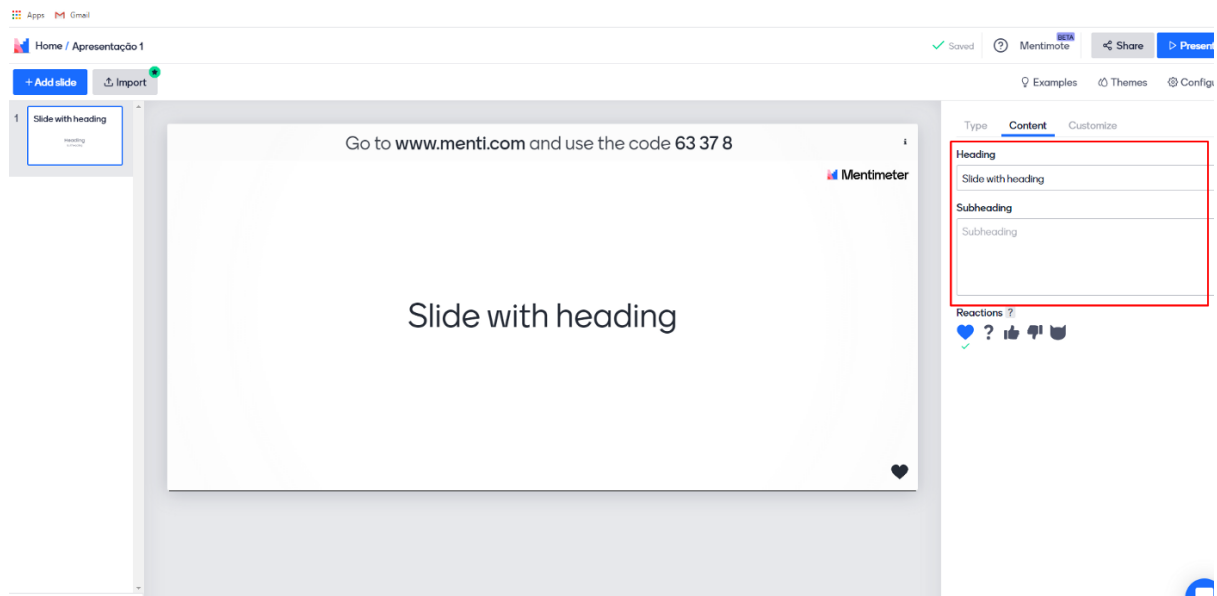 Apps Gmail
Home / Apresentação 1
Saved
? Mentimote BETA
Share
Present
+ Add slide
Import
Examples
Themes
Configu
1
Slide with heading
Heading
Go to www.menti.com and use the code 63 37 8
i
Mentimeter
Slide with heading
Type Content Customize
Heading
Slide with heading
Subheading
Subheading
Reactions ?
?